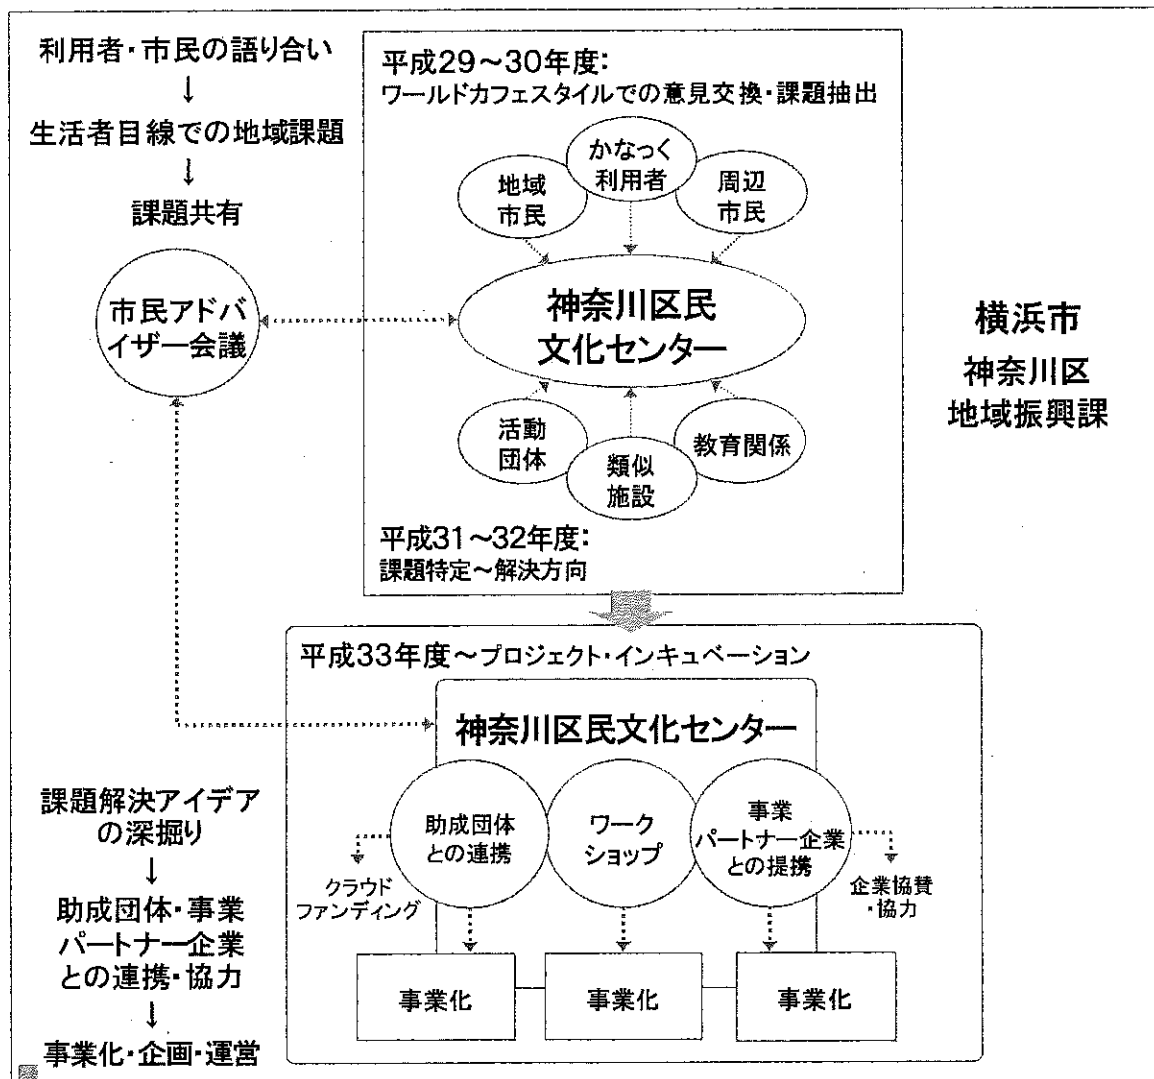 利用者・市民の語り合い
↓
生活者目線での地域課題
↓
課題共有
市民アドバ
イザー会議
平成29～30年度：
ワールドカフェスタイルでの意見交換・課題抽出
かなっく
利用者
地域
市民
周辺
市民
神奈川区民
文化センター
活動
団体
類似
施設
教育関係
平成31～32年度：
課題特定～解決方向
横浜市
神奈川区
地域振興課
平成33年度～プロジェクト・インキュベーション
神奈川区民文化センター
助成団体
との連携
ワーク
ショップ
事業
パートナー企業
との提携
クラウド
ファンディング
企業協賛
・協力
事業化
事業化
事業化
課題解決アイデア
の深掘り
↓
助成団体・事業
パートナー企業
との連携・協力
↓
事業化・企画・運営